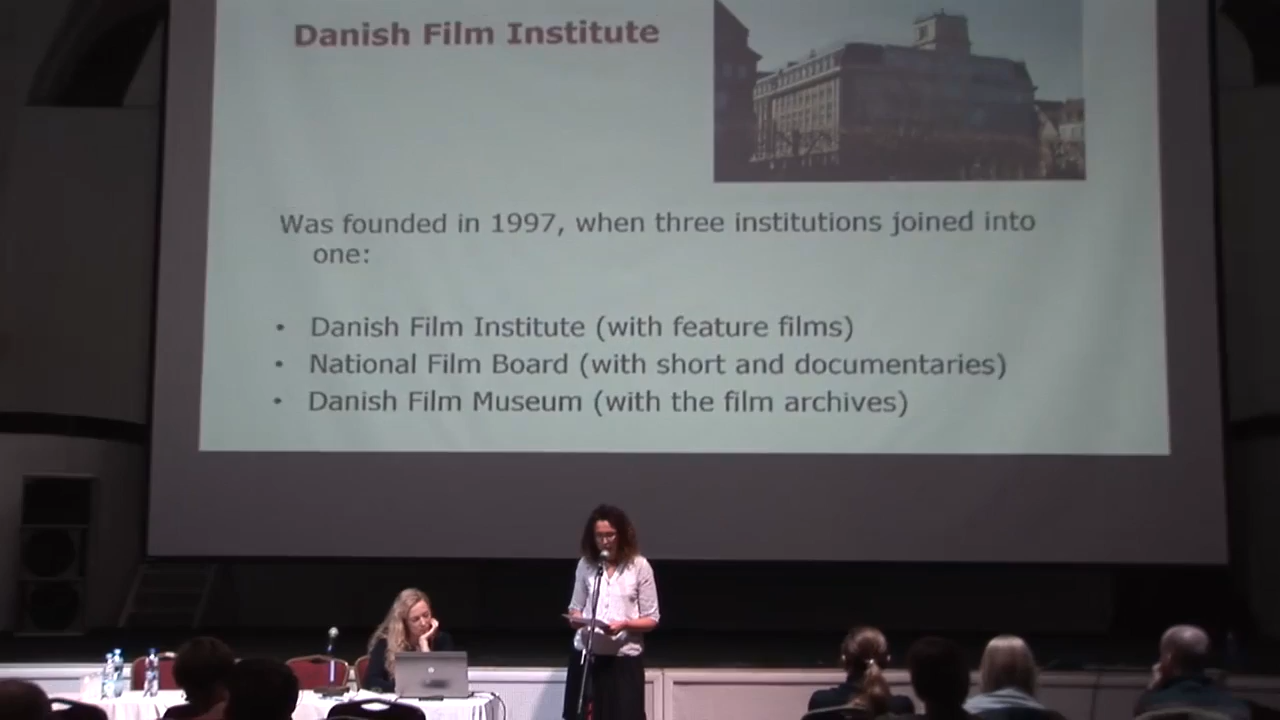 Danish Film Institute
Was founded in 1997, when three institutions joined into
one:
• Danish Film Institute (with feature films)
• National Film Board (with short and documentaries)
• Danish Film Museum (with the film archives)